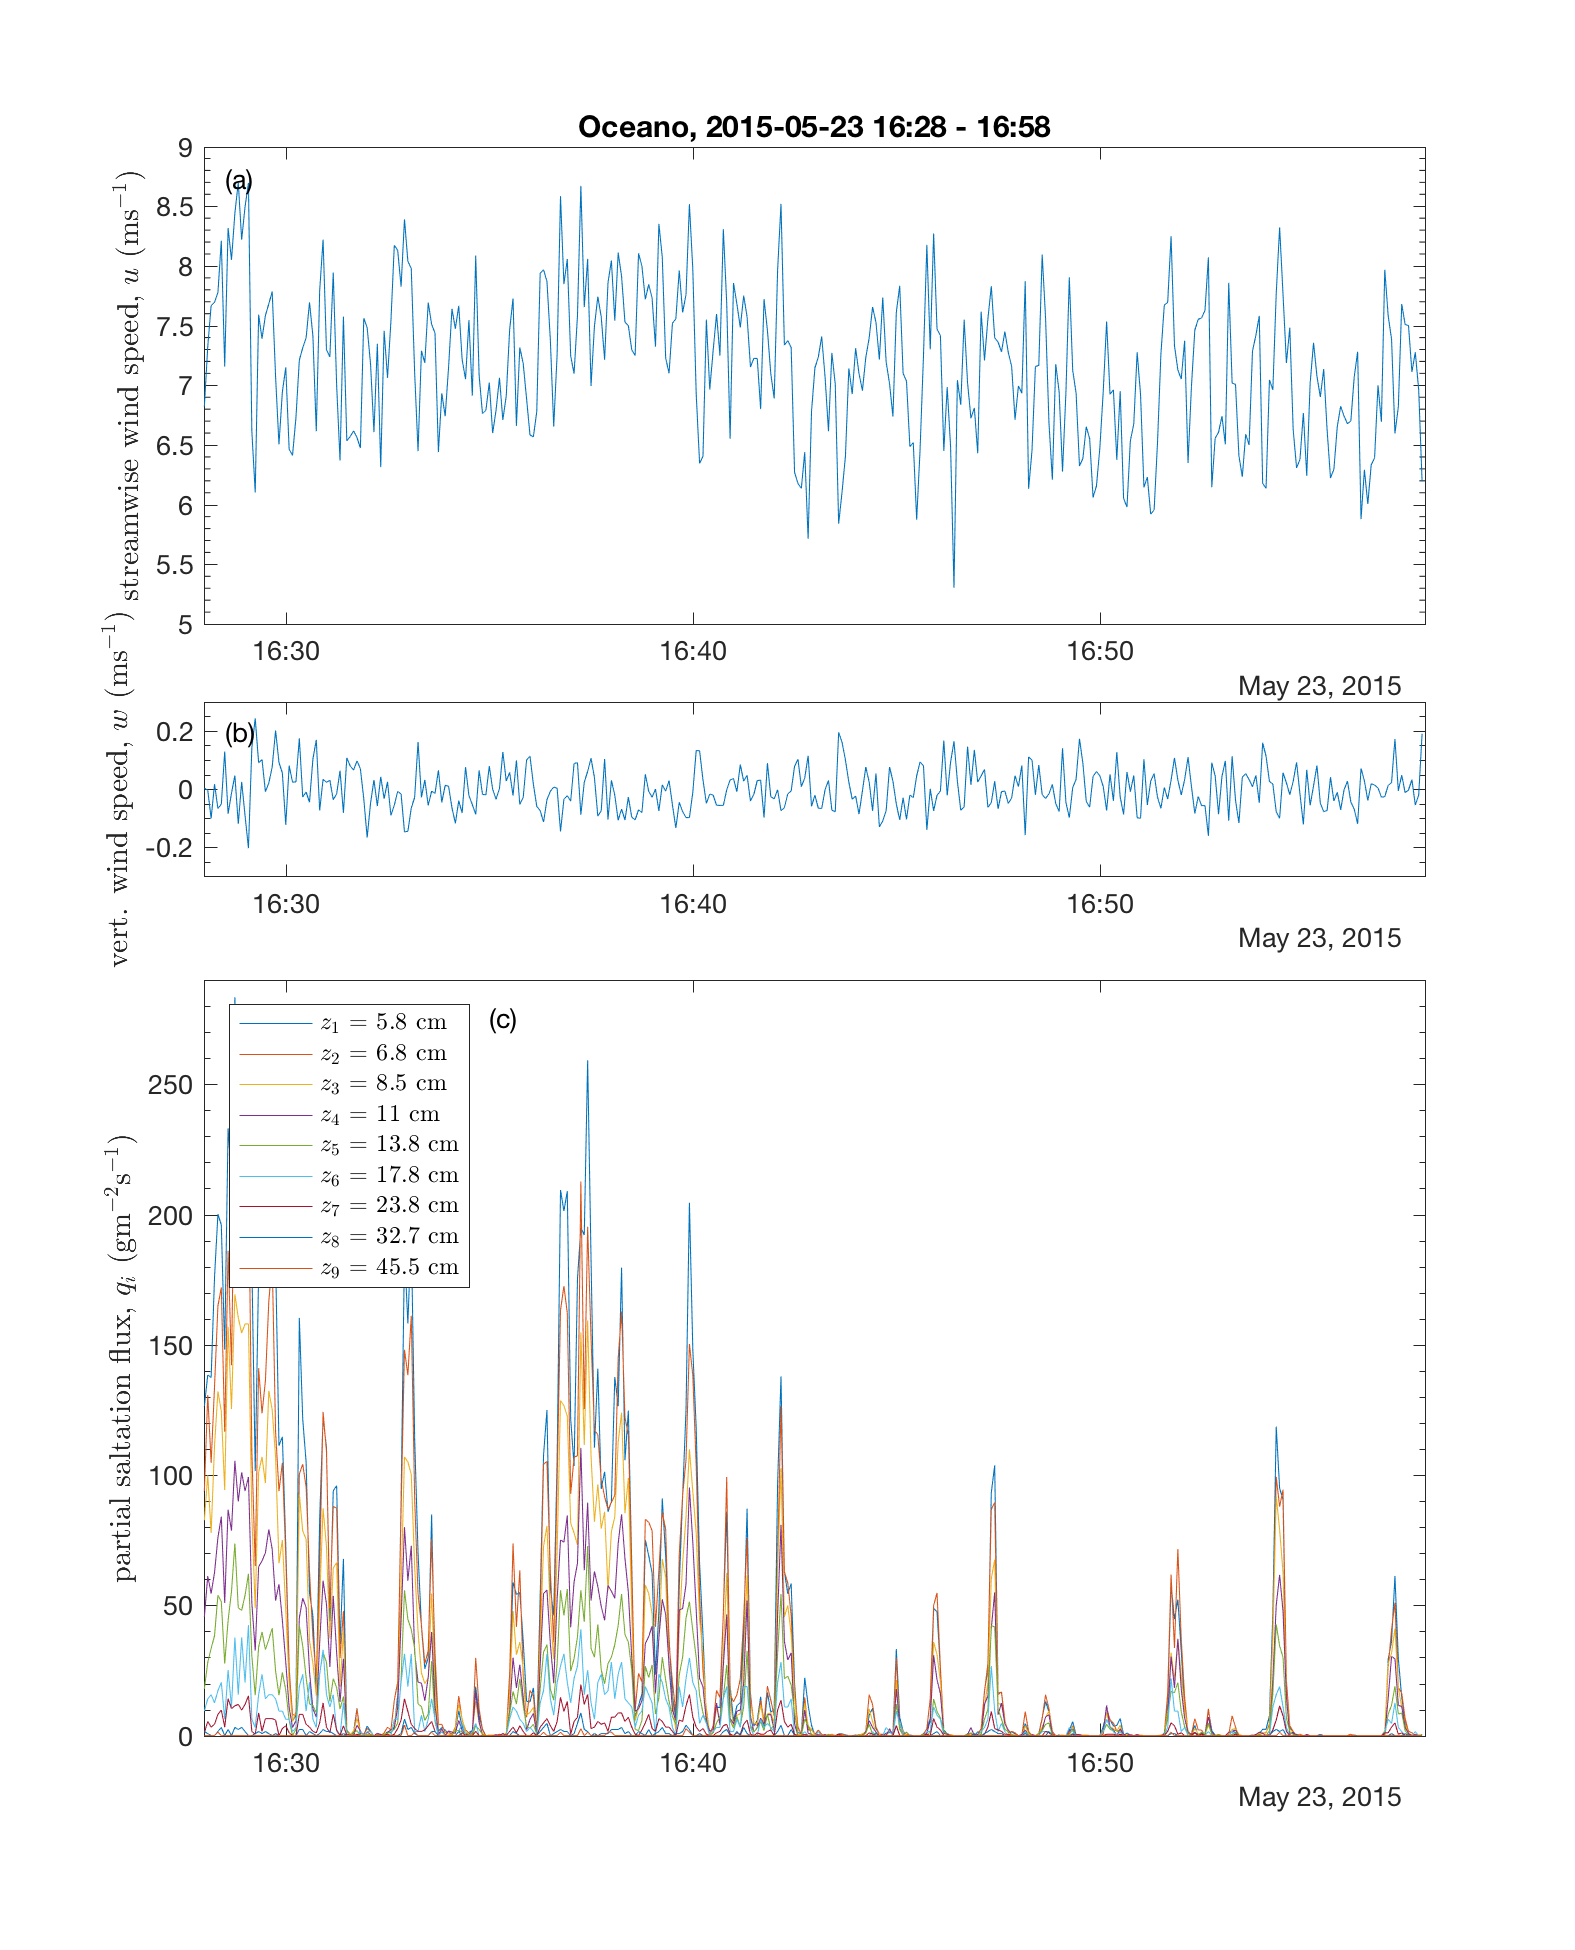 Oceano, 2015-05-23 16:28 - 16:58
(a)
streamwise wind speed, u (ms⁻¹)
9
8.5
8
7.5
7
6.5
6
5.5
5
16:30 16:40 16:50
May 23, 2015
(b)
vert. wind speed, w (ms⁻¹)
0.2
0
-0.2
16:30 16:40 16:50
May 23, 2015
(c)
partial saltation flux, qᵢ (gm⁻²s⁻¹)
250
200
150
100
50
0
z₁ = 5.8 cm
z₂ = 6.8 cm
z₃ = 8.5 cm
z₄ = 11 cm
z₅ = 13.8 cm
z₆ = 17.8 cm
z₇ = 23.8 cm
z₈ = 32.7 cm
z₉ = 45.5 cm
16:30 16:40 16:50
May 23, 2015